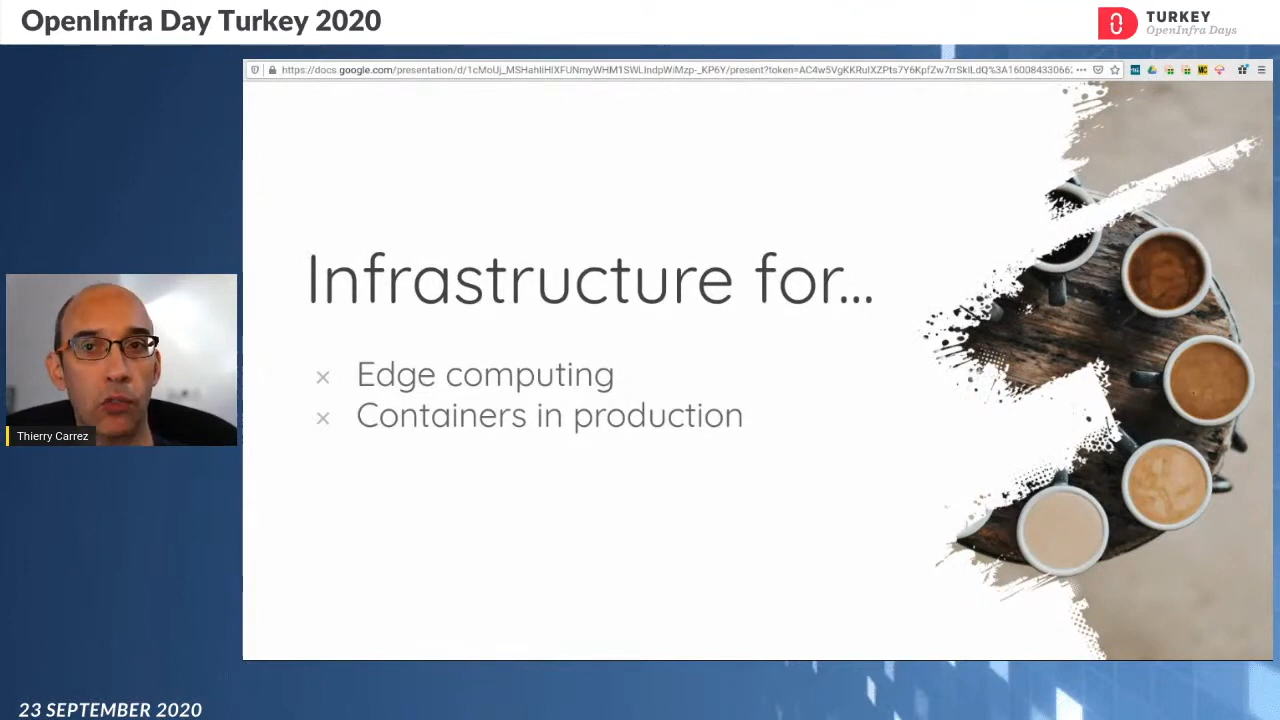 OpenInfra Day Turkey 2020
TURKEY
OpenInfra Days
Infrastructure for...
× Edge computing
× Containers in production
Thierry Carrez
23 SEPTEMBER 2020